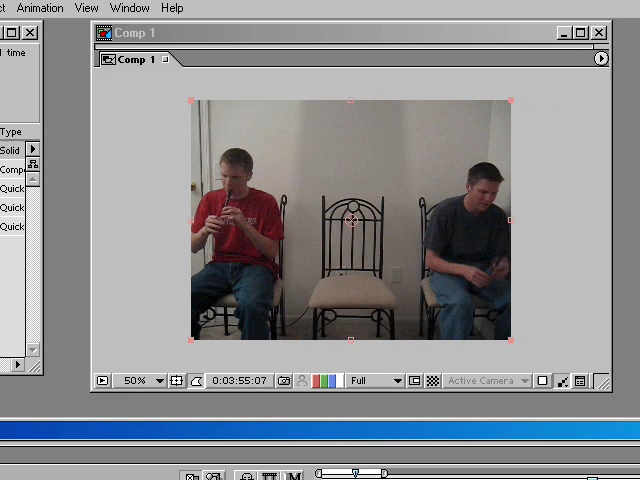 Animation View Window Help
Comp 1
time
Comp 1
Type
Solid
Comp
Quick
Quick
Quick
50% 0:03:55:07 Full Active Camera